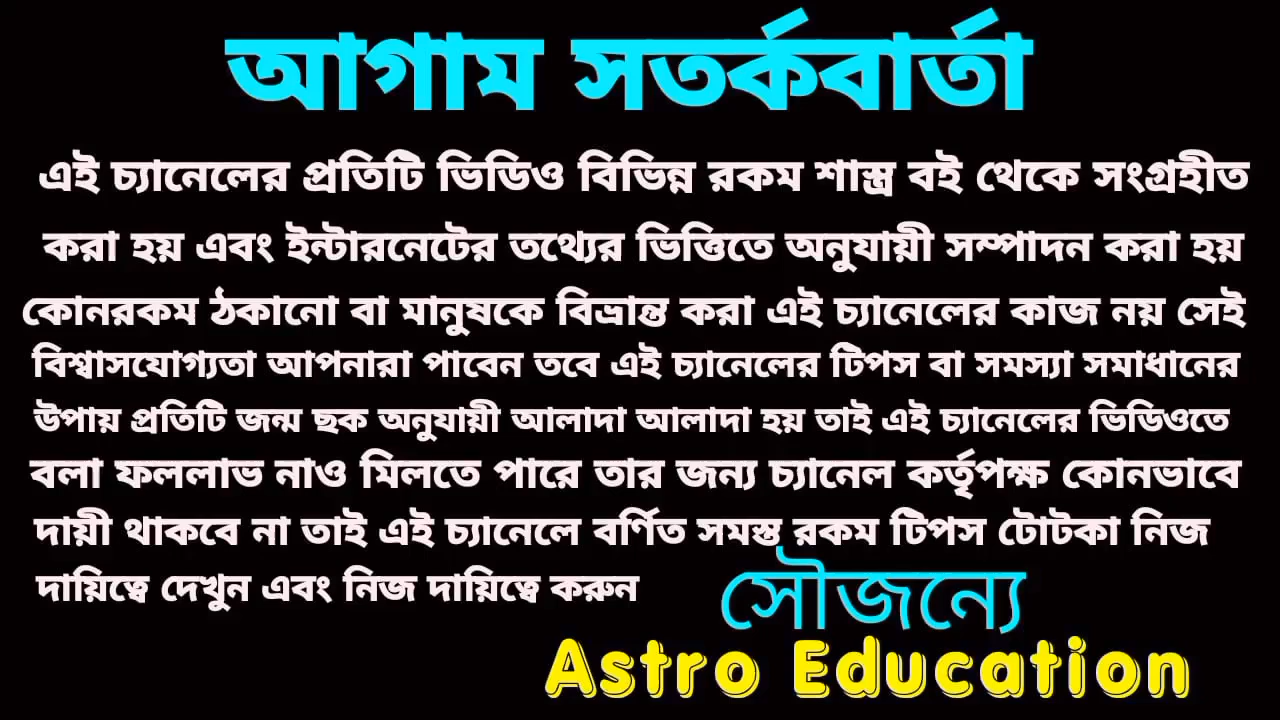 আগাম সতর্কবার্তা
এই চ্যানেলের প্রতিটি ভিডিও বিভিন্ন রকম শাস্ত্র বই থেকে সংগ্রহীত
করা হয় এবং ইন্টারনেটের তথ্যের ভিত্তিতে অনুযায়ী সম্পাদন করা হয়
কোনরকম ঠকানো বা মানুষকে বিভ্রান্ত করা এই চ্যানেলের কাজ নয় সেই
বিশ্বাসযোগ্যতা আপনারা পাবেন তবে এই চ্যানেলের টিপস বা সমস্যা সমাধানের
উপায় প্রতিটি জন্ম ছক অনুযায়ী আলাদা আলাদা হয় তাই এই চ্যানেলের ভিডিওতে
বলা ফললাভ নাও মিলতে পারে তার জন্য চ্যানেল কর্তৃপক্ষ কোনভাবে
দায়ী থাকবে না তাই এই চ্যানেলে বর্ণিত সমস্ত রকম টিপস টোটকা নিজ
দায়িত্বে দেখুন এবং নিজ দায়িত্বে করুন
সৌজন্যে
Astro Education